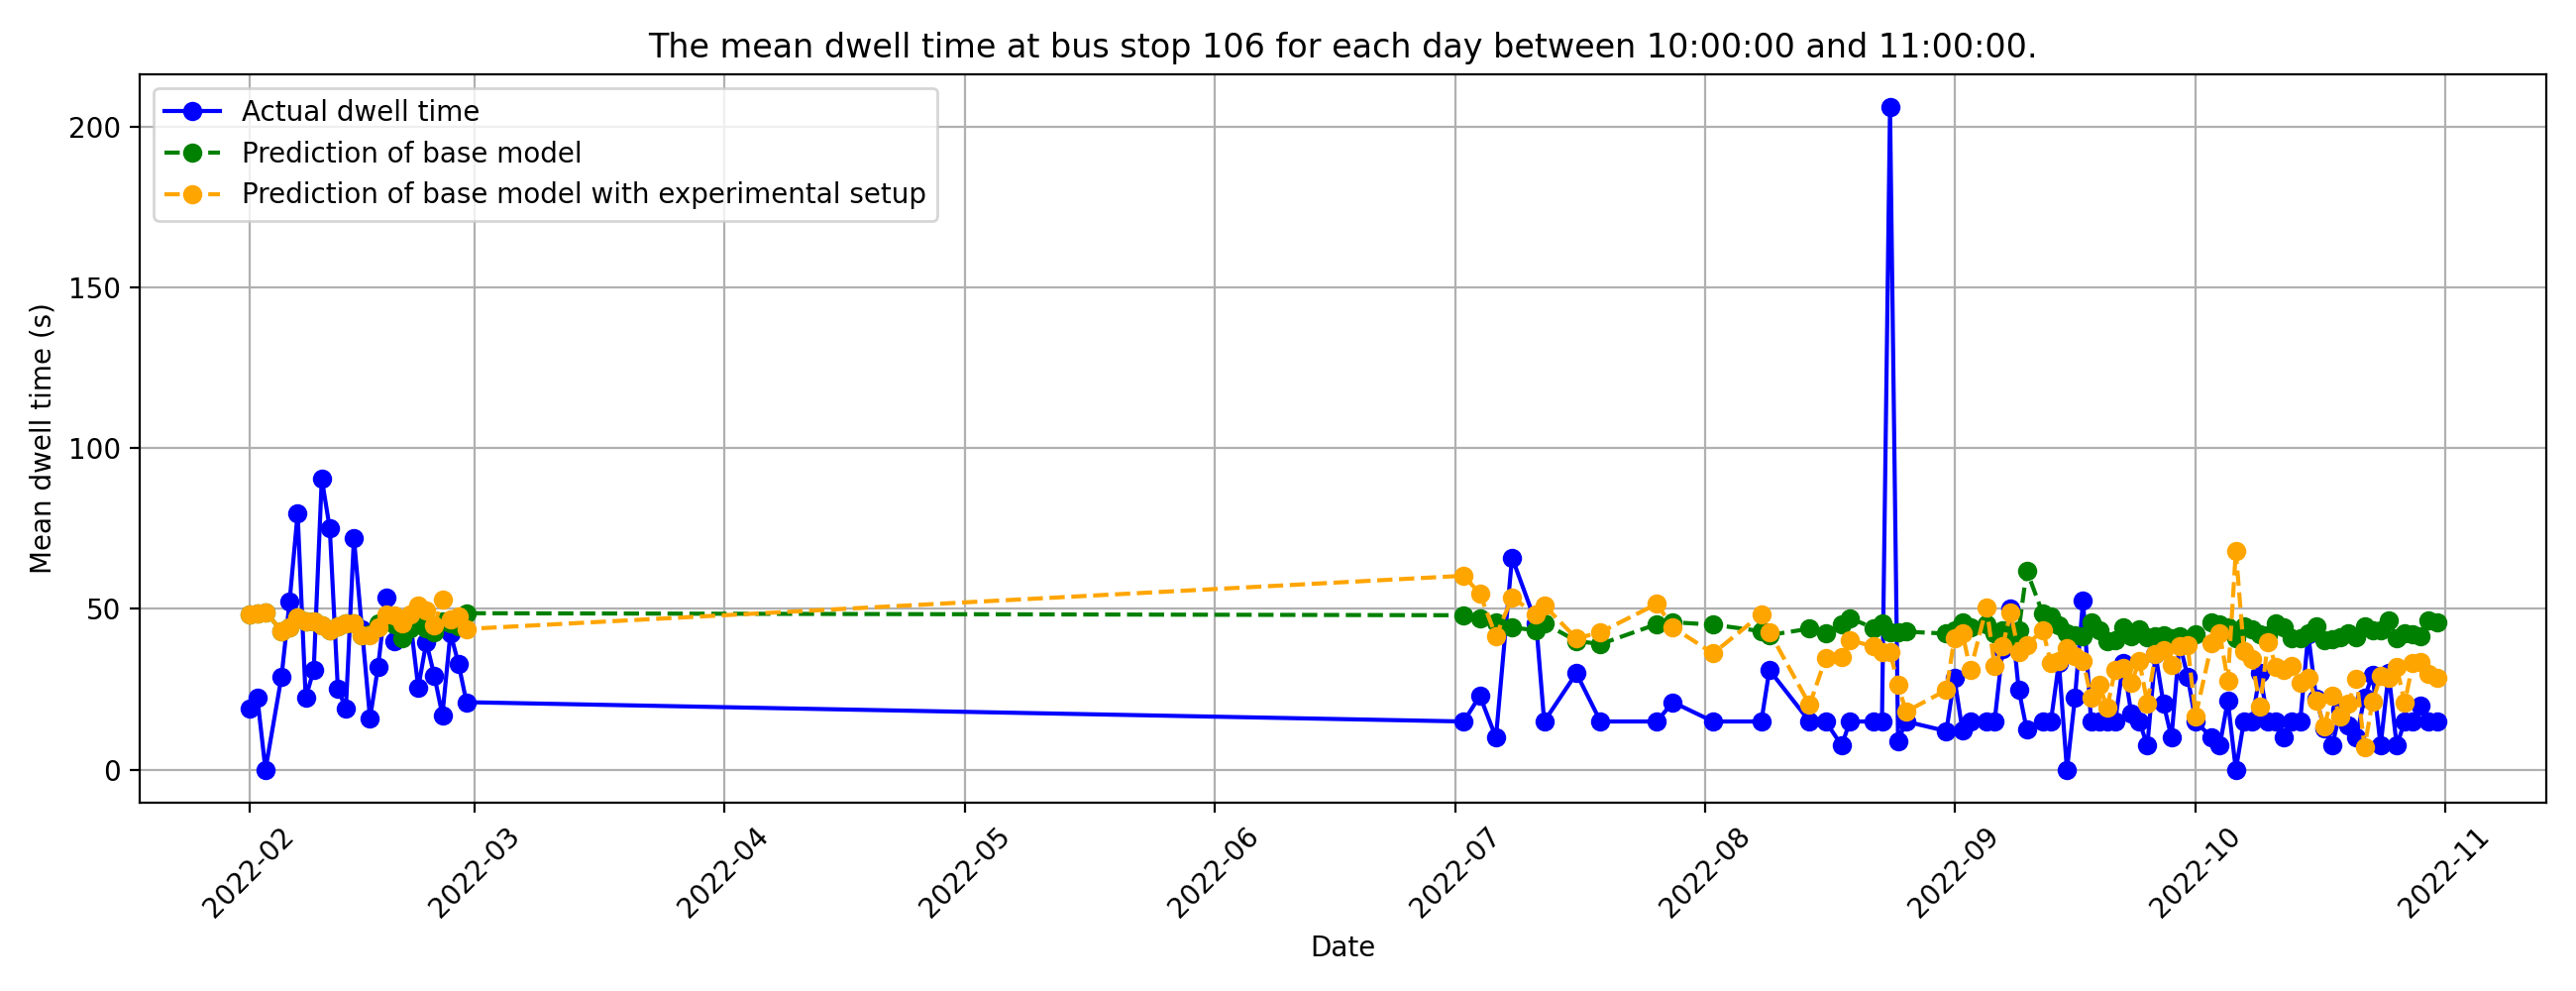 The mean dwell time at bus stop 106 for each day between 10:00:00 and 11:00:00.
Actual dwell time
Prediction of base model
Prediction of base model with experimental setup
Mean dwell time (s)
200
150
100
50
0
2022-02
2022-03
2022-04
2022-05
2022-06
2022-07
2022-08
2022-09
2022-10
2022-11
Date